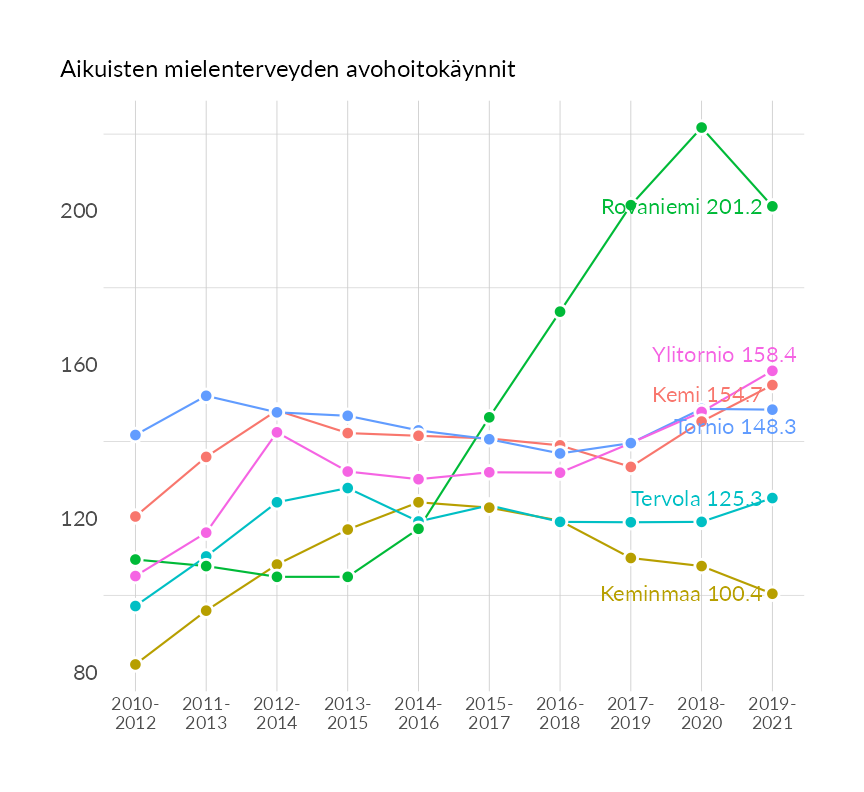 Aikuisten mielenterveyden avohoitokäynnit
200
Rovaniemi 201.2
Ylitornio 158.4
160
Kemi 154.7
Tornio 148.3
Tervola 125.3
120
Keminmaa 100.4
80
2010- 2011- 2012- 2013- 2014- 2015- 2016- 2017- 2018- 2019-
2012 2013 2014 2015 2016 2017 2018 2019 2020 2021